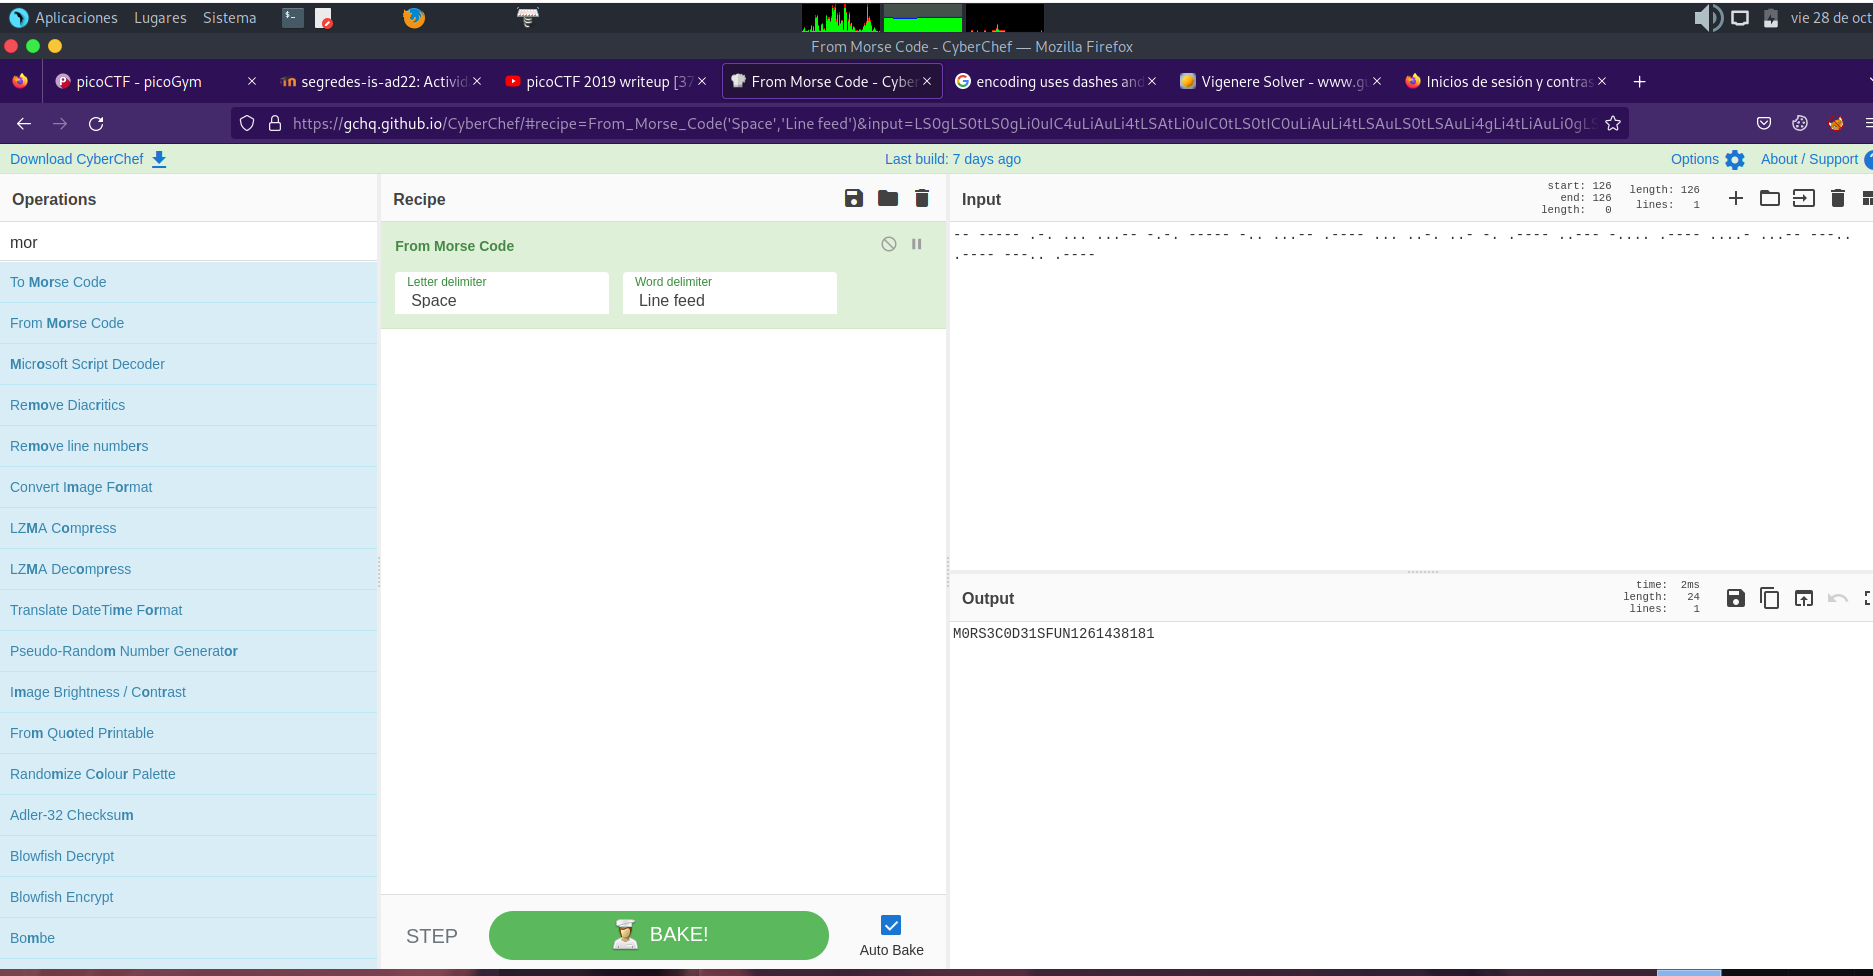 Aplicaciones Lugares Sistema vie 28 de oct
From Morse Code - CyberChef — Mozilla Firefox
picoCTF - picoGym segredes-is-ad22: Activid picoCTF 2019 writeup [37 From Morse Code - Cyber encoding uses dashes and Vigenere Solver - www.gu Inicios de sesión y contras
https://gchq.github.io/CyberChef/#recipe=From_Morse_Code('Space','Line feed')&input=LS0gLS0tLS0gLi0uIC4uLiAuLi4tLSAtLi0uIC0tLS0tIC0uLiAuLi4tLSAuLS0tLSAuLi4gLi4tLiAuLi0gLS
Download CyberChef Last build: 7 days ago Options About / Support
Operations
mor
To Morse Code
From Morse Code
Microsoft Script Decoder
Remove Diacritics
Remove line numbers
Convert Image Format
LZMA Compress
LZMA Decompress
Translate DateTime Format
Pseudo-Random Number Generator
Image Brightness / Contrast
From Quoted Printable
Randomize Colour Palette
Adler-32 Checksum
Blowfish Decrypt
Blowfish Encrypt
Bombe
Recipe
From Morse Code
Letter delimiter
Space
Word delimiter
Line feed
STEP
BAKE!
Auto Bake
Input
start: 126
end: 126
length: 0
length: 126
lines: 1
-- ----- .-. ... ...-- -.-. ----- -.. ...-- .---- ... ..-. ..- -. .---- ..--- -.... .---- ....- ...-- ---..
.---- ---.. .----
Output
time: 2ms
length: 24
lines: 1
M0RS3C0D31SFUN1261438181